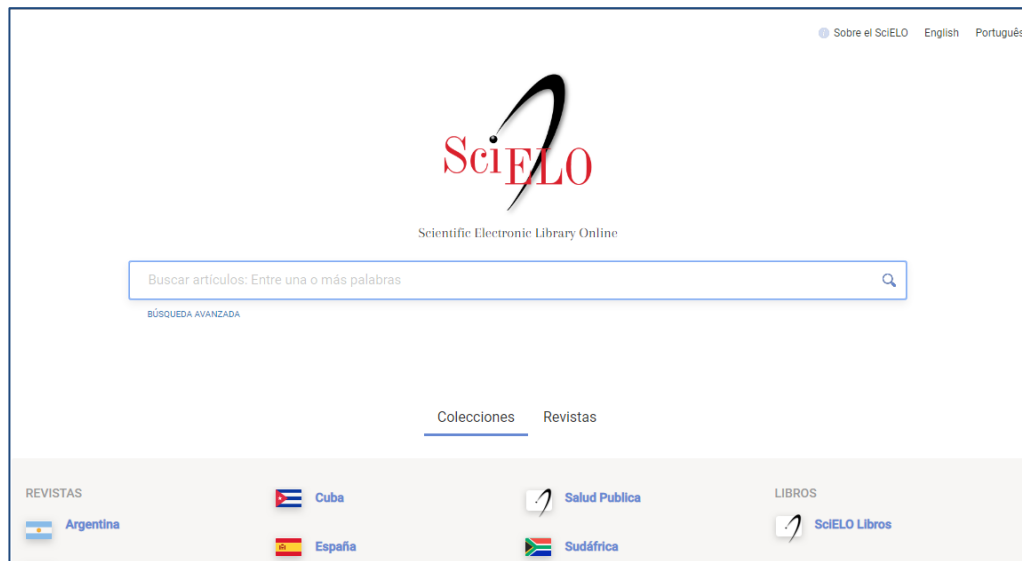 Sobre el SciELO English Português
SciELO
Scientific Electronic Library Online
Buscar artículos: Entre una o más palabras
BÚSQUEDA AVANZADA
Colecciones Revistas
REVISTAS
Argentina
Cuba
España
Salud Publica
Sudáfrica
LIBROS
SciELO Libros